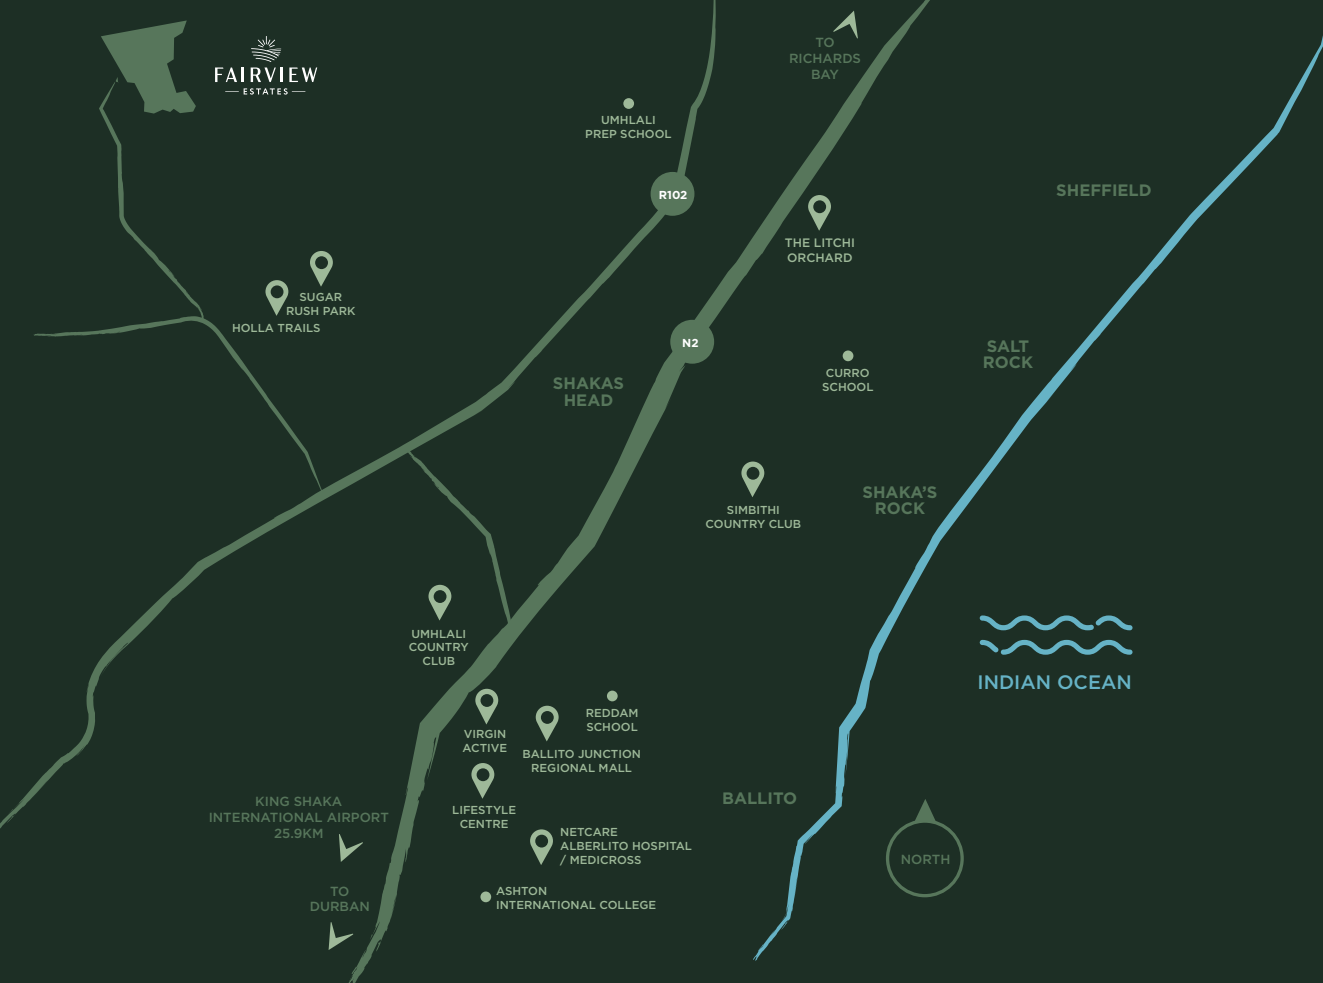 FAIRVIEW
ESTATES
TO
RICHARDS
BAY
UMHLALI
PREP SCHOOL
R102
SHEFFIELD
THE LITCHI
ORCHARD
SUGAR
RUSH PARK
HOLLA TRAILS
N2
SALT
ROCK
CURRO
SCHOOL
SHAKAS
HEAD
SIMBITHI
COUNTRY CLUB
SHAKA'S
ROCK
UMHLALI
COUNTRY
CLUB
INDIAN OCEAN
VIRGIN
ACTIVE
REDDAM
SCHOOL
BALLITO JUNCTION
REGIONAL MALL
LIFESTYLE
CENTRE
BALLITO
KING SHAKA
INTERNATIONAL AIRPORT
25.9KM
NETCARE
ALBERLITO HOSPITAL
/ MEDICROSS
NORTH
TO
DURBAN
ASHTON
INTERNATIONAL COLLEGE